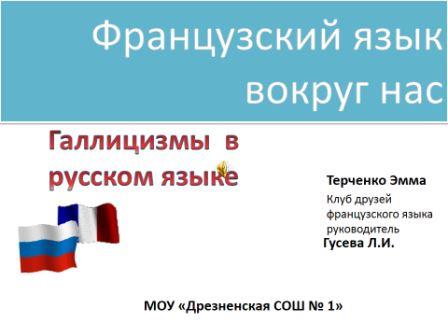 Французский язык
вокруг нас
Галлицизмы в
русском языке
Терченко Эмма
Клуб друзей
французского языка
руководитель
Гусева Л.И.
МОУ «Дрезненская СОШ № 1»